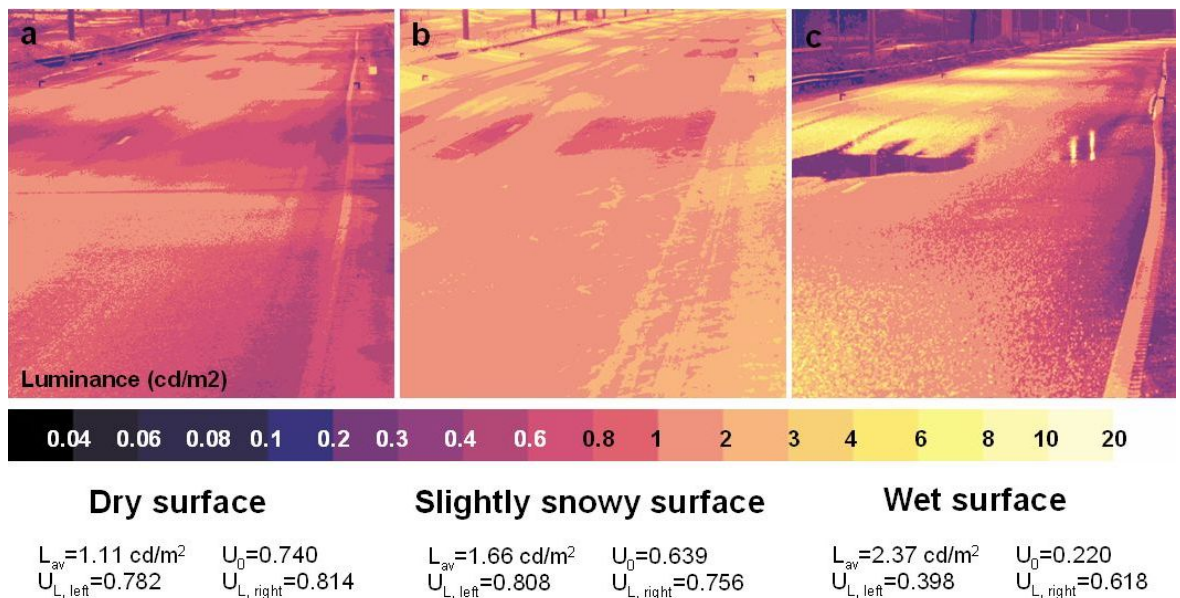 a b c
Luminance (cd/m2)
0.04 0.06 0.08 0.1 0.2 0.3 0.4 0.6 0.8 1 2 3 4 6 8 10 20
Dry surface Slightly snowy surface Wet surface
Lav=1.11 cd/m² U0=0.740 Lav=1.66 cd/m² U0=0.639 Lav=2.37 cd/m² U0=0.220
UL, left=0.782 UL, right=0.814 UL, left=0.808 UL, right=0.756 UL, left=0.398 UL, right=0.618